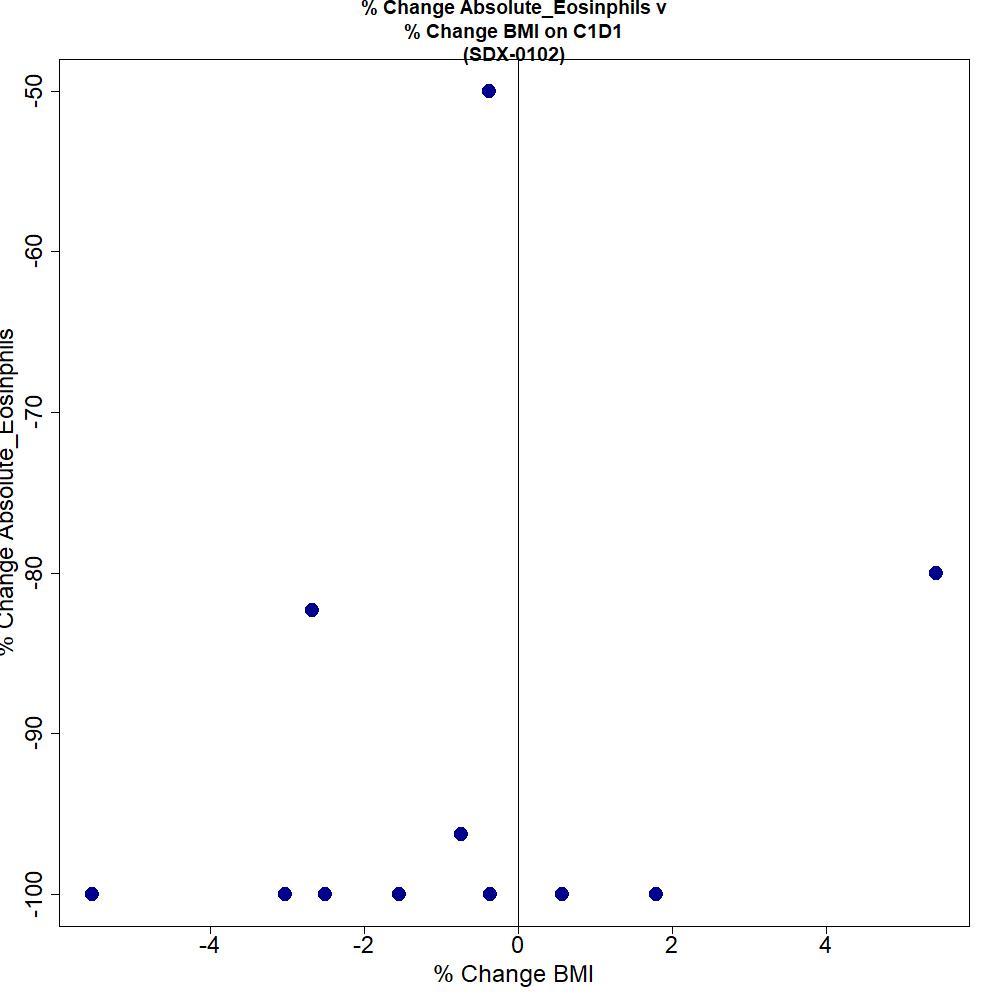 % Change Absolute_Eosinphils v
% Change BMI on C1D1
(SDX-0102)
% Change Absolute_Eosinphils
-50
-60
-70
-80
-90
-100
-4
-2
0
2
4
% Change BMI